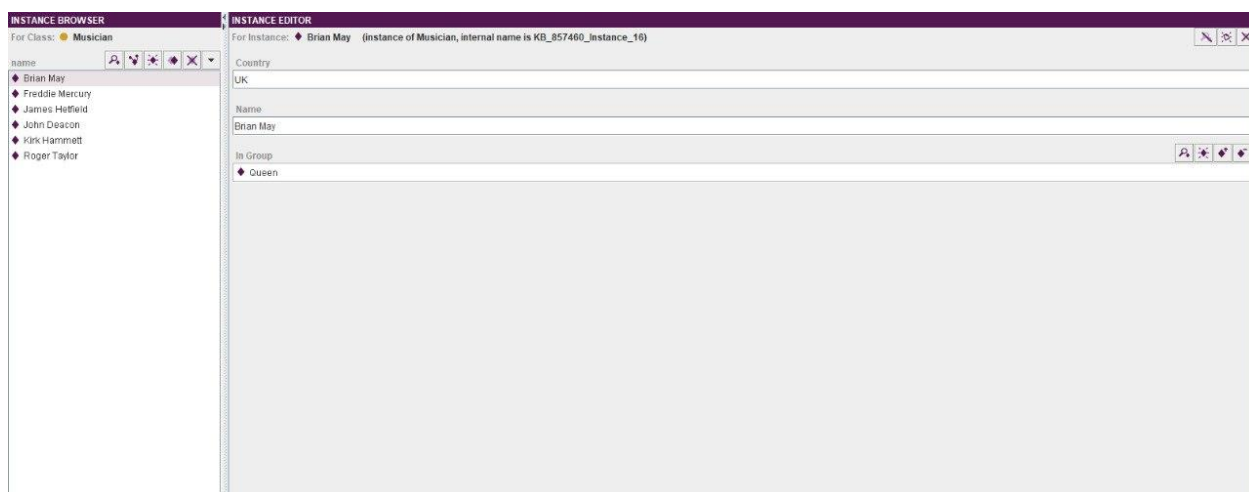 INSTANCE BROWSER
For Class: Musician
name
Brian May
Freddie Mercury
James Hetfield
John Deacon
Kirk Hammett
Roger Taylor
INSTANCE EDITOR
For Instance: Brian May (instance of Musician, internal name is KB_857460_Instance_16)
Country
UK
Name
Brian May
In Group
Queen